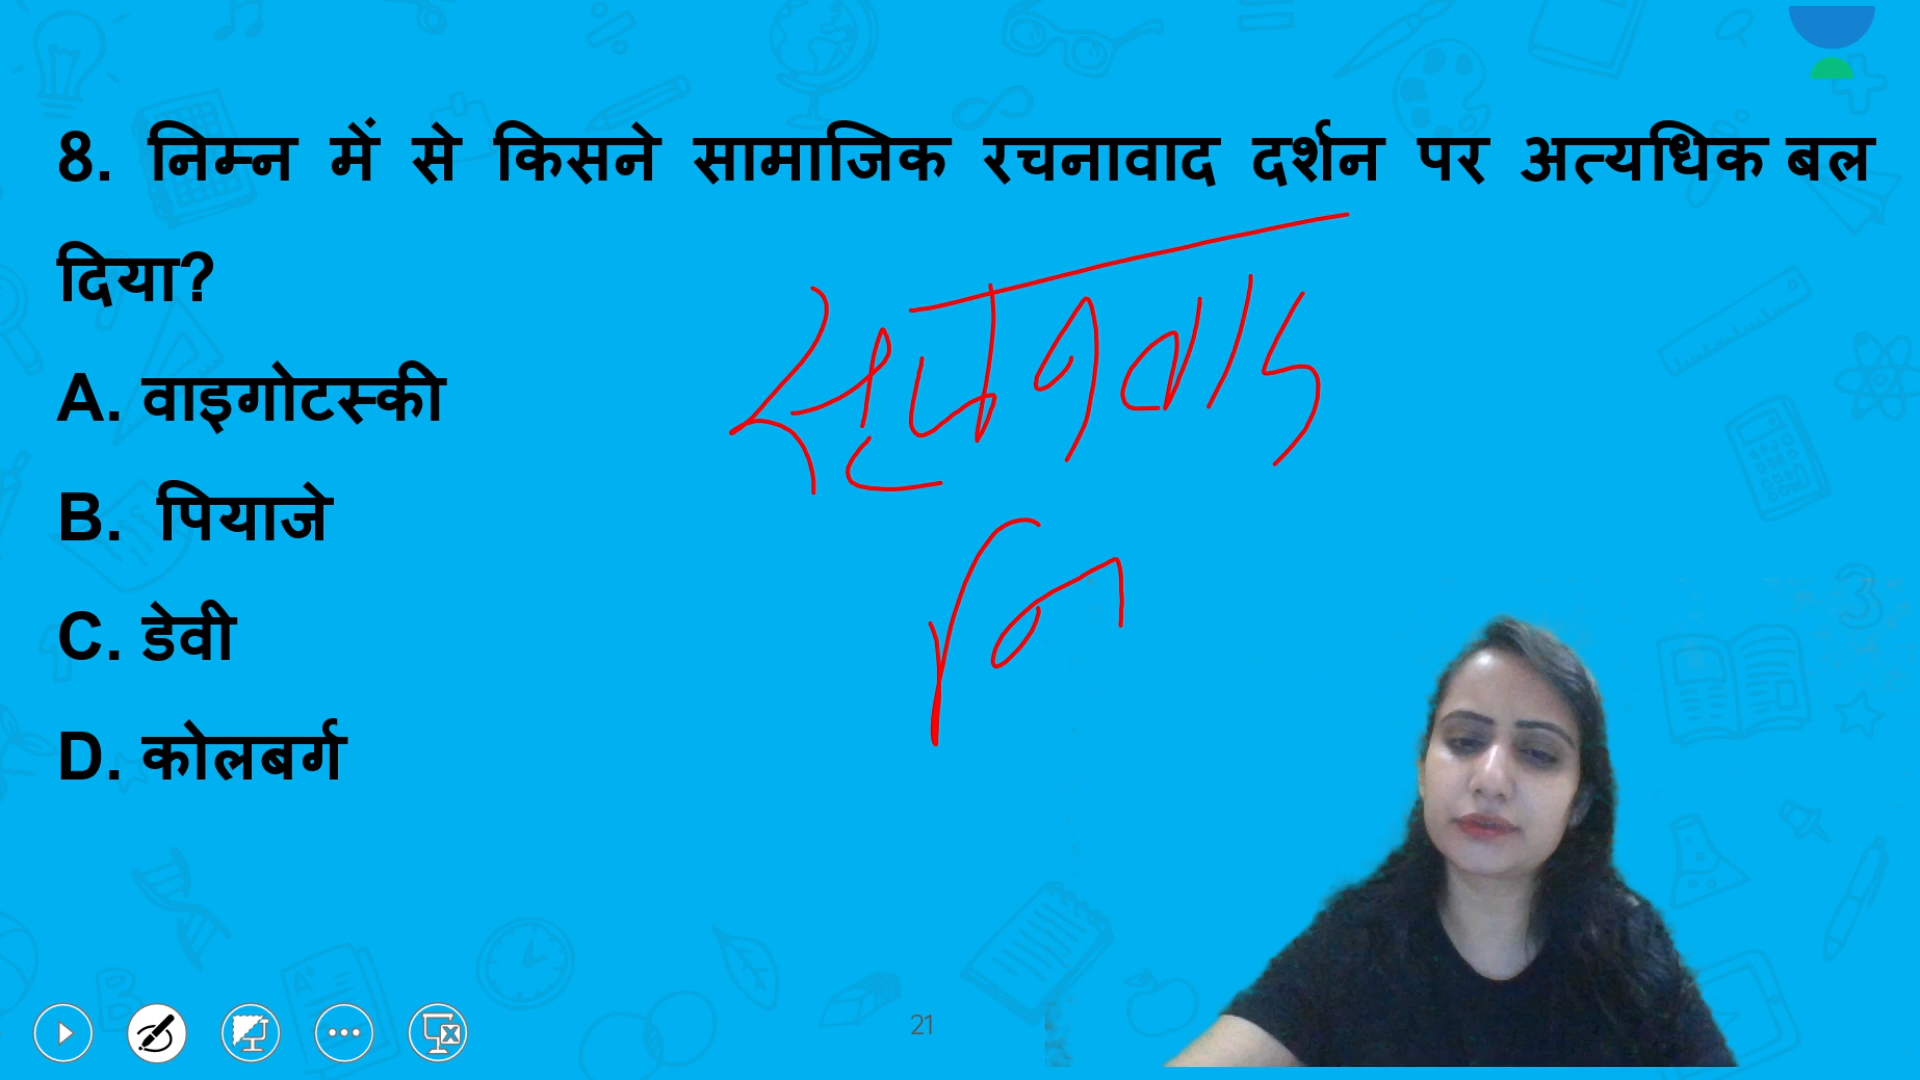 8. निम्न में से किसने सामाजिक रचनावाद दर्शन पर अत्यधिक बल
दिया?
A. वाइगोटस्की
B. पियाजे
C. डेवी
D. कोलबर्ग
21